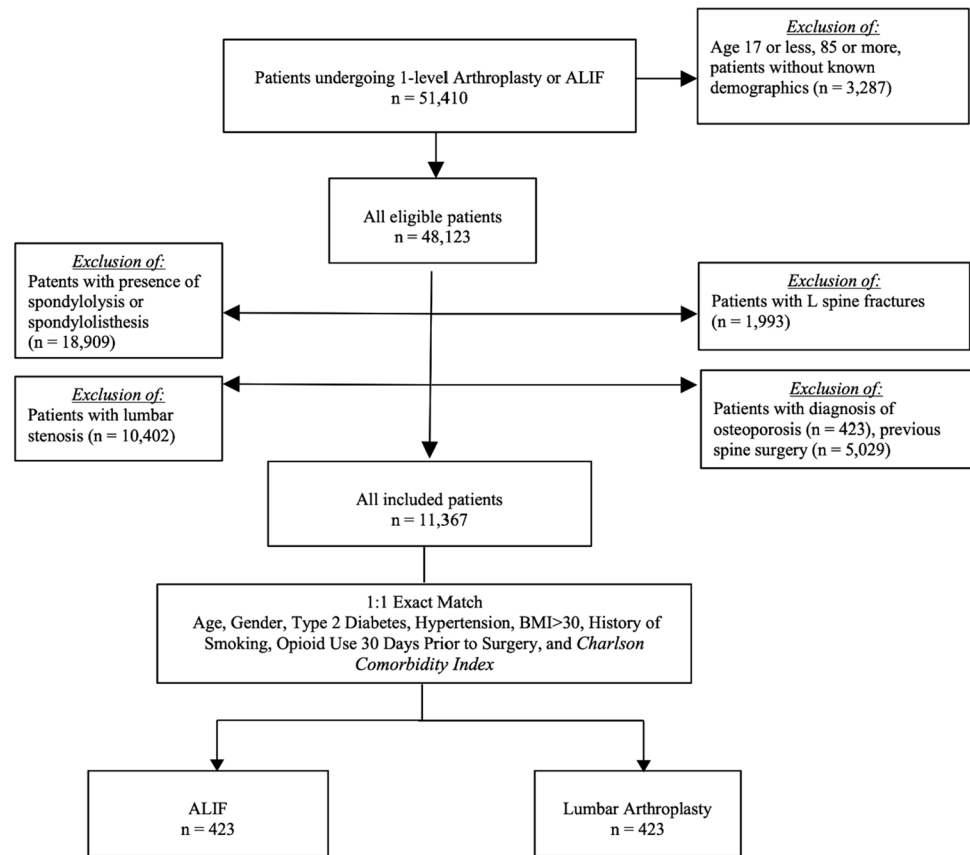 Patients undergoing 1-level Arthroplasty or ALIF
n = 51,410
Exclusion of:
Age 17 or less, 85 or more,
patients without known
demographics (n = 3,287)
All eligible patients
n = 48,123
Exclusion of:
Patents with presence of
spondylolysis or
spondylolisthesis
(n = 18,909)
Exclusion of:
Patients with L spine fractures
(n = 1,993)
Exclusion of:
Patients with lumbar
stenosis (n = 10,402)
Exclusion of:
Patients with diagnosis of
osteoporosis (n = 423), previous
spine surgery (n = 5,029)
All included patients
n = 11,367
1:1 Exact Match
Age, Gender, Type 2 Diabetes, Hypertension, BMI>30, History of
Smoking, Opioid Use 30 Days Prior to Surgery, and Charlson
Comorbidity Index
ALIF
n = 423
Lumbar Arthroplasty
n = 423